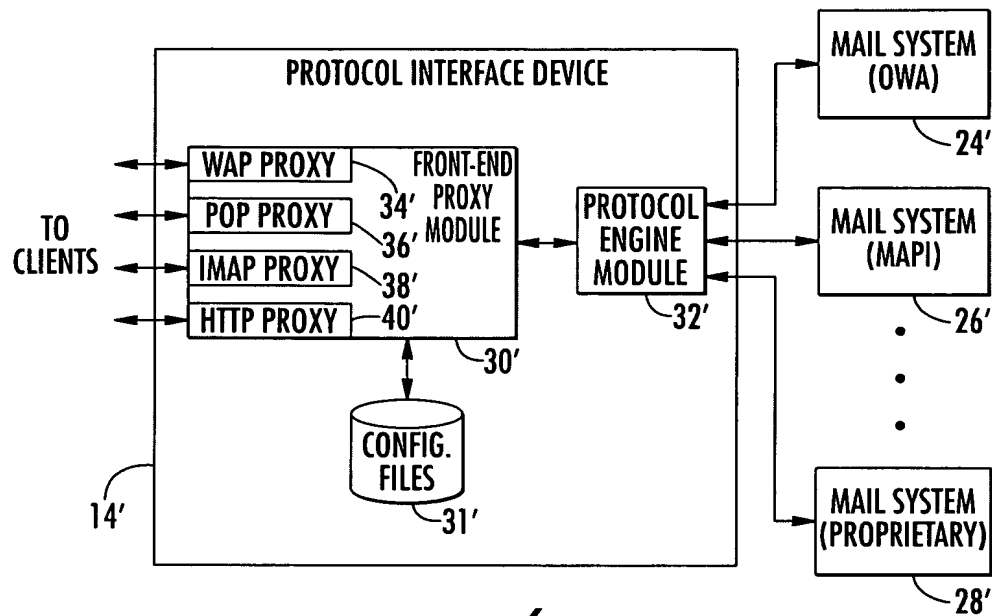 PROTOCOL INTERFACE DEVICE
WAP PROXY
34′
POP PROXY
36′
IMAP PROXY
38′
HTTP PROXY
40′
FRONT-END
PROXY
MODULE
30′
TO
CLIENTS
CONFIG.
FILES
31′
14′
PROTOCOL
ENGINE
MODULE
32′
MAIL SYSTEM
(OWA)
24′
MAIL SYSTEM
(MAPI)
26′
MAIL SYSTEM
(PROPRIETARY)
28′